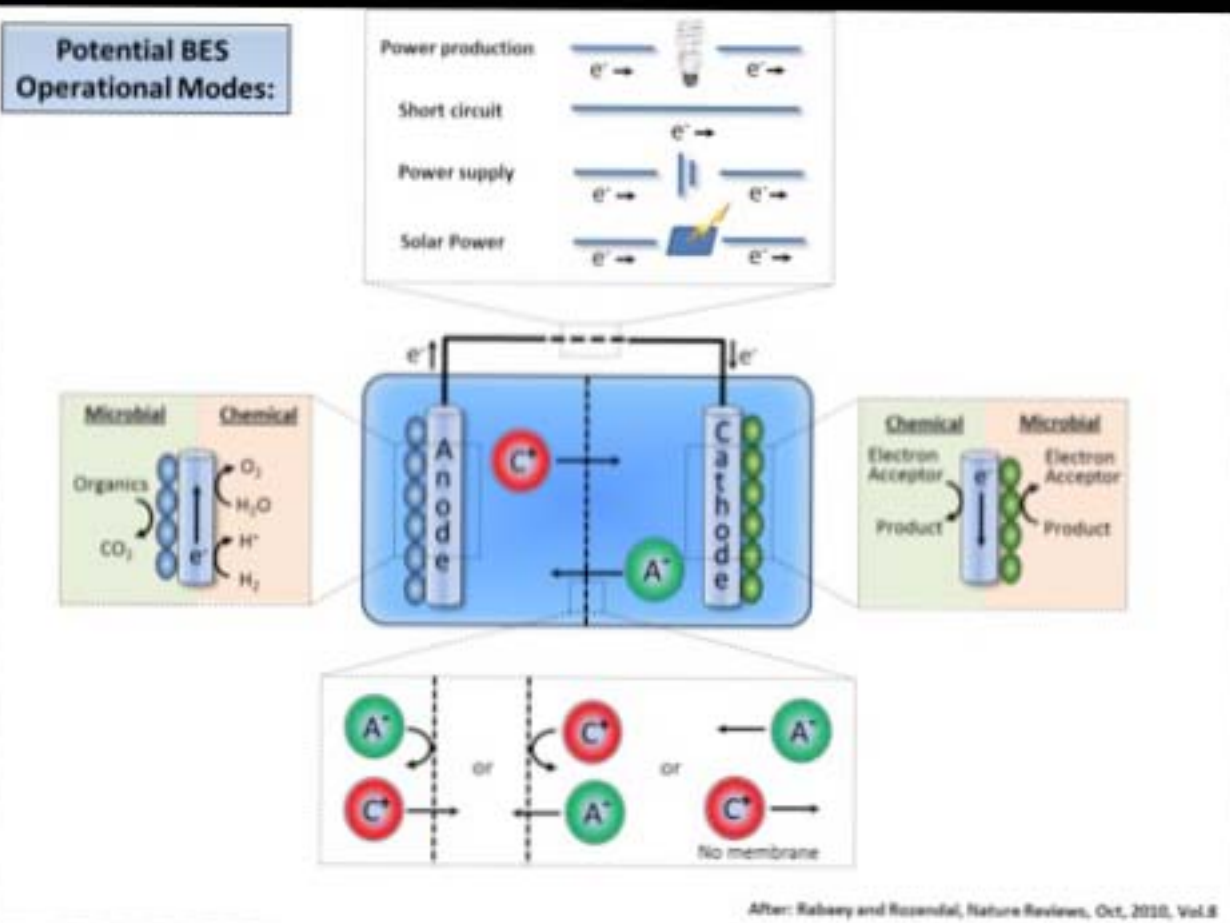 Potential BES
Operational Modes:
Power production
e⁻ → e⁻ →
Short circuit
e⁻ →
Power supply
e⁻ → e⁻ →
Solar Power
e⁻ → e⁻ →
e⁻ e⁻
Microbial Chemical
Organics
CO₂
e⁻
O₂
H₂O
H⁺
H₂
Anode
C⁺
A⁻
Cathode
Chemical Microbial
Electron
Acceptor
Product
e⁻
Electron
Acceptor
Product
A⁻
C⁺
or
C⁺
A⁻
or
A⁻
C⁺
No membrane
After: Rabaey and Rozendal, Nature Reviews, Oct, 2010, Vol.8